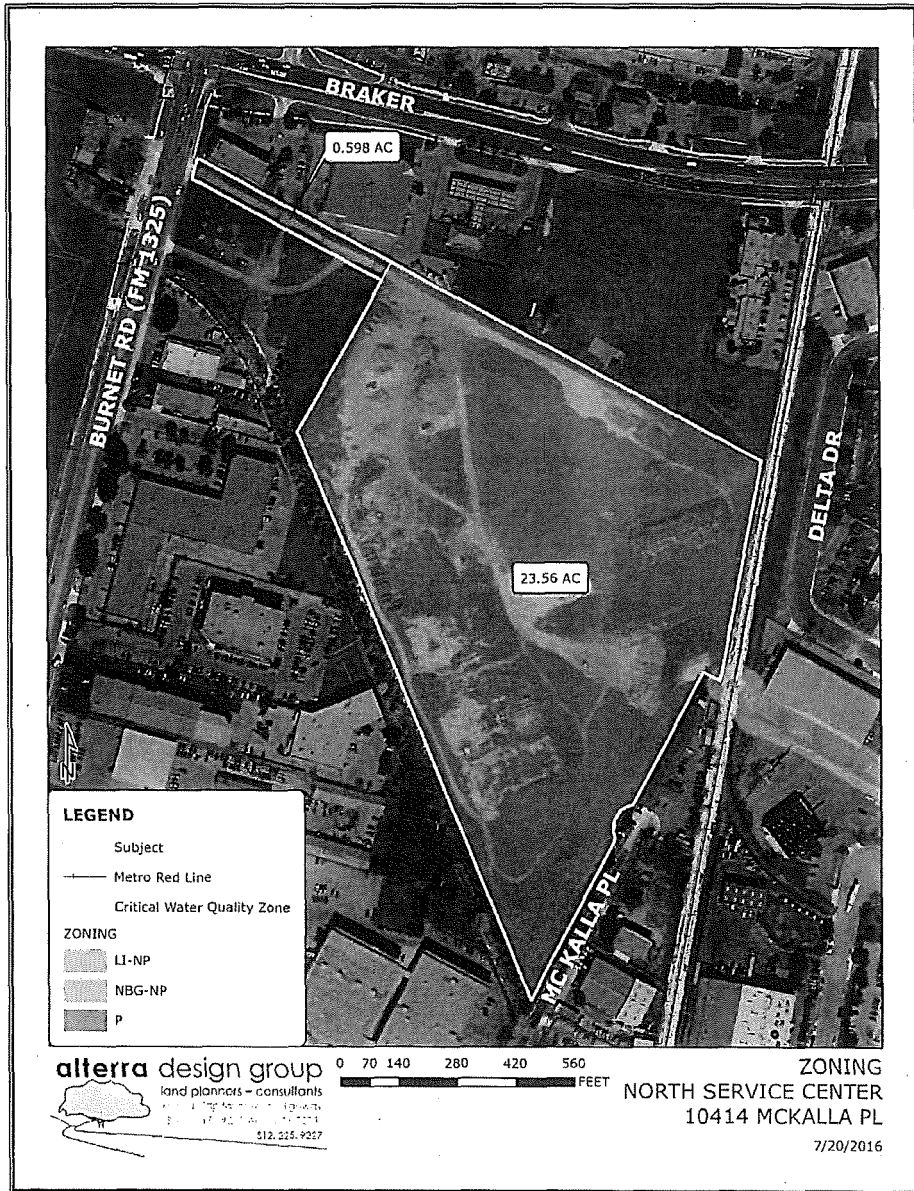 BRAKER
0.598 AC
BURNET RD (FM 1325)
DELTA DR
23.56 AC
MC KALLA PL
LEGEND
Subject
Metro Red Line
Critical Water Quality Zone
ZONING
LI-NP
NBG-NP
P
alterra design group
land planners – consultants
512.225.9227
0 70 140 280 420 560
FEET
ZONING
NORTH SERVICE CENTER
10414 MCKALLA PL
7/20/2016